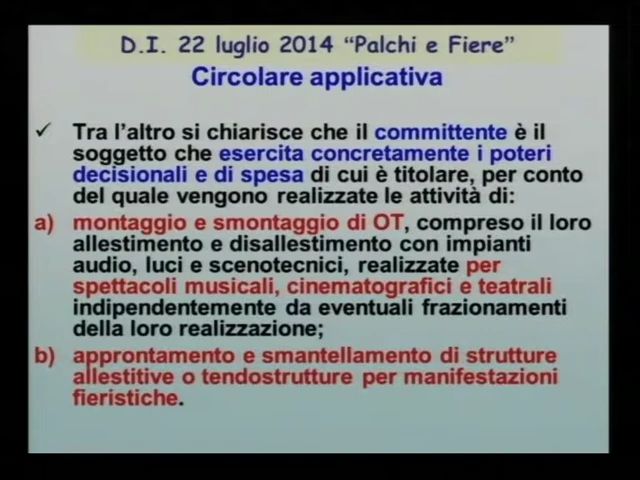 D.I. 22 luglio 2014 “Palchi e Fiere”
Circolare applicativa
✓ Tra l’altro si chiarisce che il committente è il
soggetto che esercita concretamente i poteri
decisionali e di spesa di cui è titolare, per conto
del quale vengono realizzate le attività di:
a) montaggio e smontaggio di OT, compreso il loro
allestimento e disallestimento con impianti
audio, luci e scenotecnici, realizzate per
spettacoli musicali, cinematografici e teatrali
indipendentemente da eventuali frazionamenti
della loro realizzazione;
b) approntamento e smantellamento di strutture
allestitive o tendostrutture per manifestazioni
fieristiche.